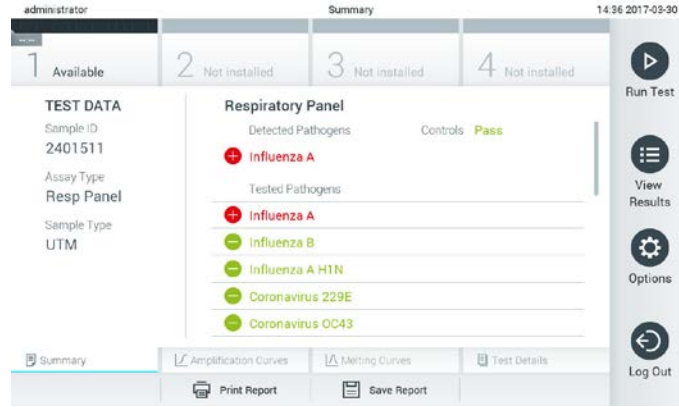 administrator Summary 14:36 2017-03-30
1 Available 2 Not installed 3 Not installed 4 Not installed
Run Test
TEST DATA
Sample ID
2401511
Assay Type
Resp Panel
Sample Type
UTM
Respiratory Panel
Detected Pathogens Controls Pass
Influenza A
Tested Pathogens
Influenza A
Influenza B
Influenza A H1N
Coronavirus 229E
Coronavirus OC43
View
Results
Options
Log Out
Summary Amplification Curves Melting Curves Test Details
Print Report Save Report